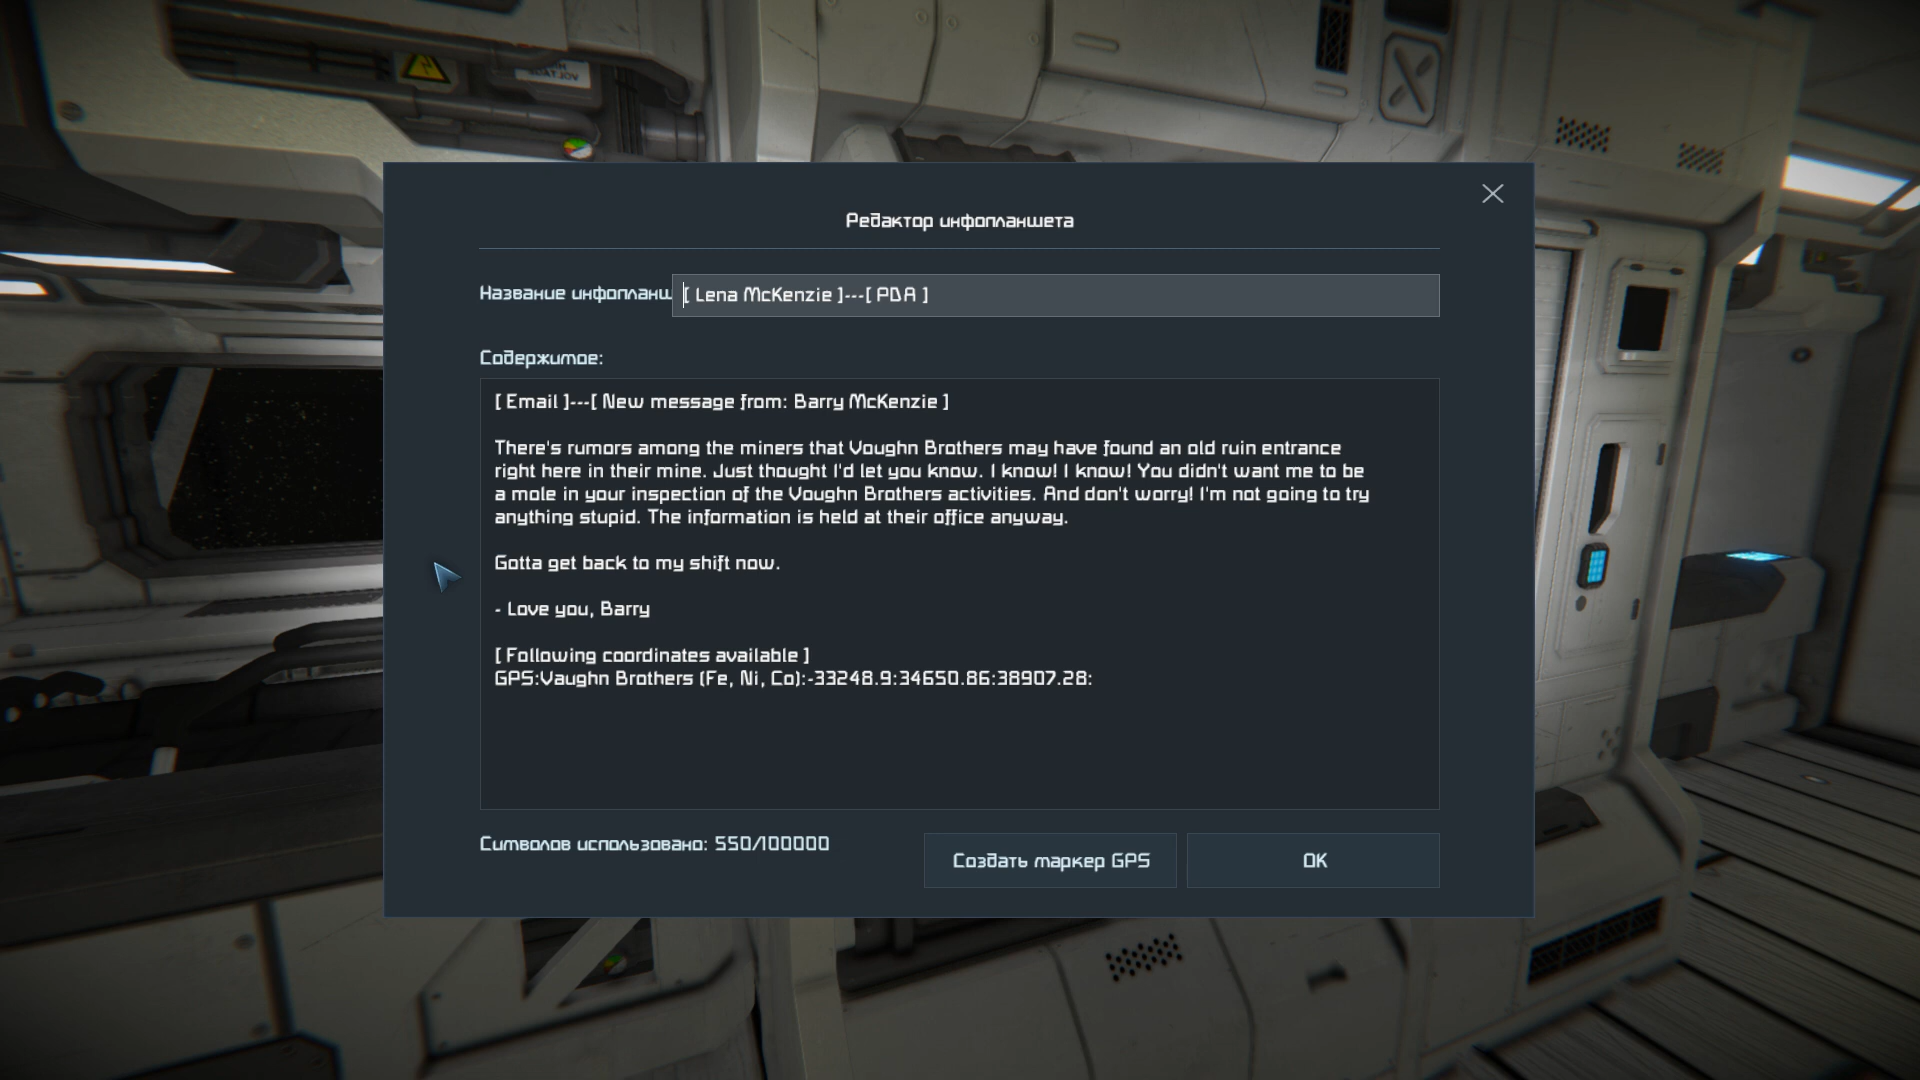 HIGH
VOLTAGE
Редактор инфопланшета
Название инфопланш
[ Lena McKenzie ]---[ PDA ]
Содержимое:
[ Email ]---[ New message from: Barry McKenzie ]
There's rumors among the miners that Voughn Brothers may have found an old ruin entrance
right here in their mine. Just thought I'd let you know. I know! I know! You didn't want me to be
a mole in your inspection of the Voughn Brothers activities. And don't worry! I'm not going to try
anything stupid. The information is held at their office anyway.
Gotta get back to my shift now.
- Love you, Barry
[ Following coordinates available ]
GPS:Vaughn Brothers (Fe, Ni, Co):-33248.9:34650.86:38907.28:
Символов использовано: 550/100000
Создать маркер GPS
OK